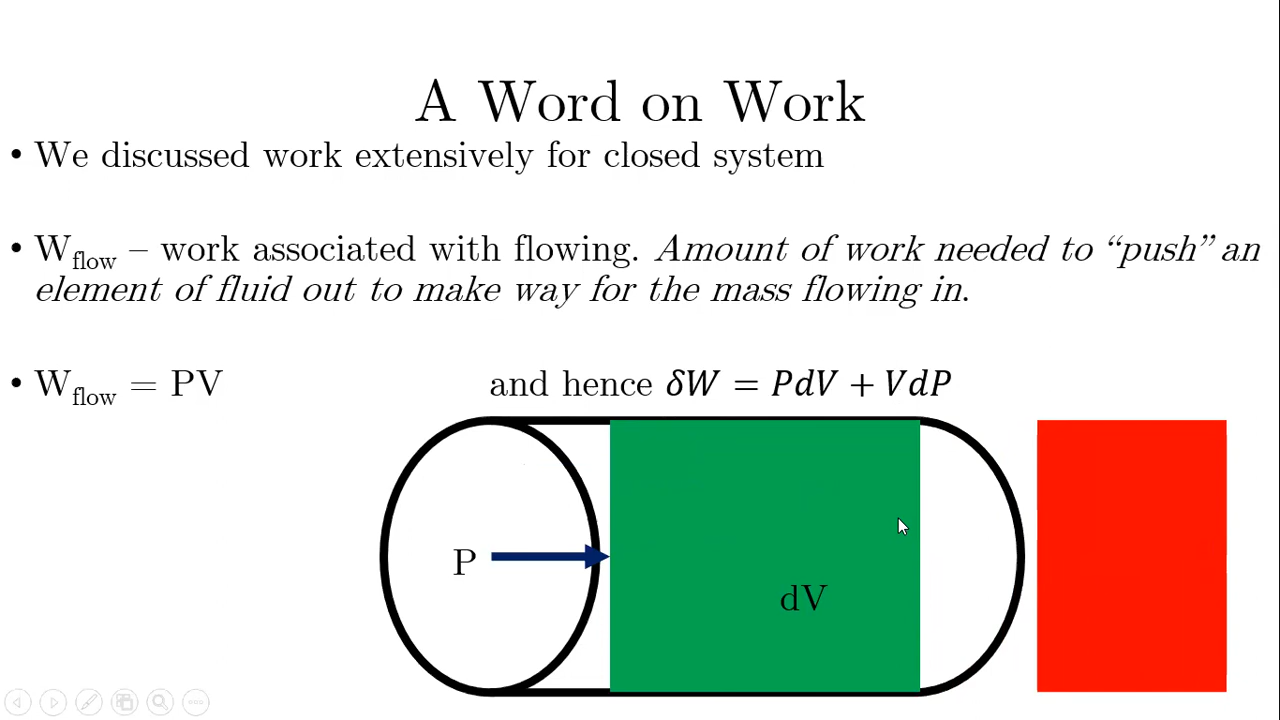 A Word on Work
• We discussed work extensively for closed system
• W_flow – work associated with flowing. Amount of work needed to “push” an
element of fluid out to make way for the mass flowing in.
• W_flow = PV and hence δW = PdV + VdP
P
dV